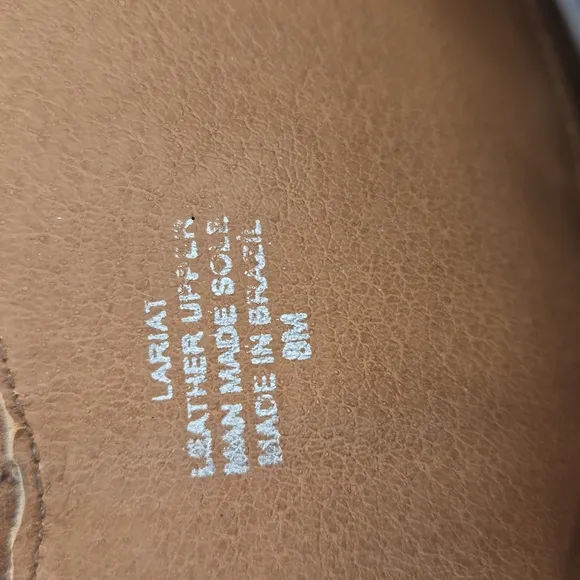 LARIAT
LEATHER UPPER
MAN MADE SOLE
MADE IN BRAZIL
8M